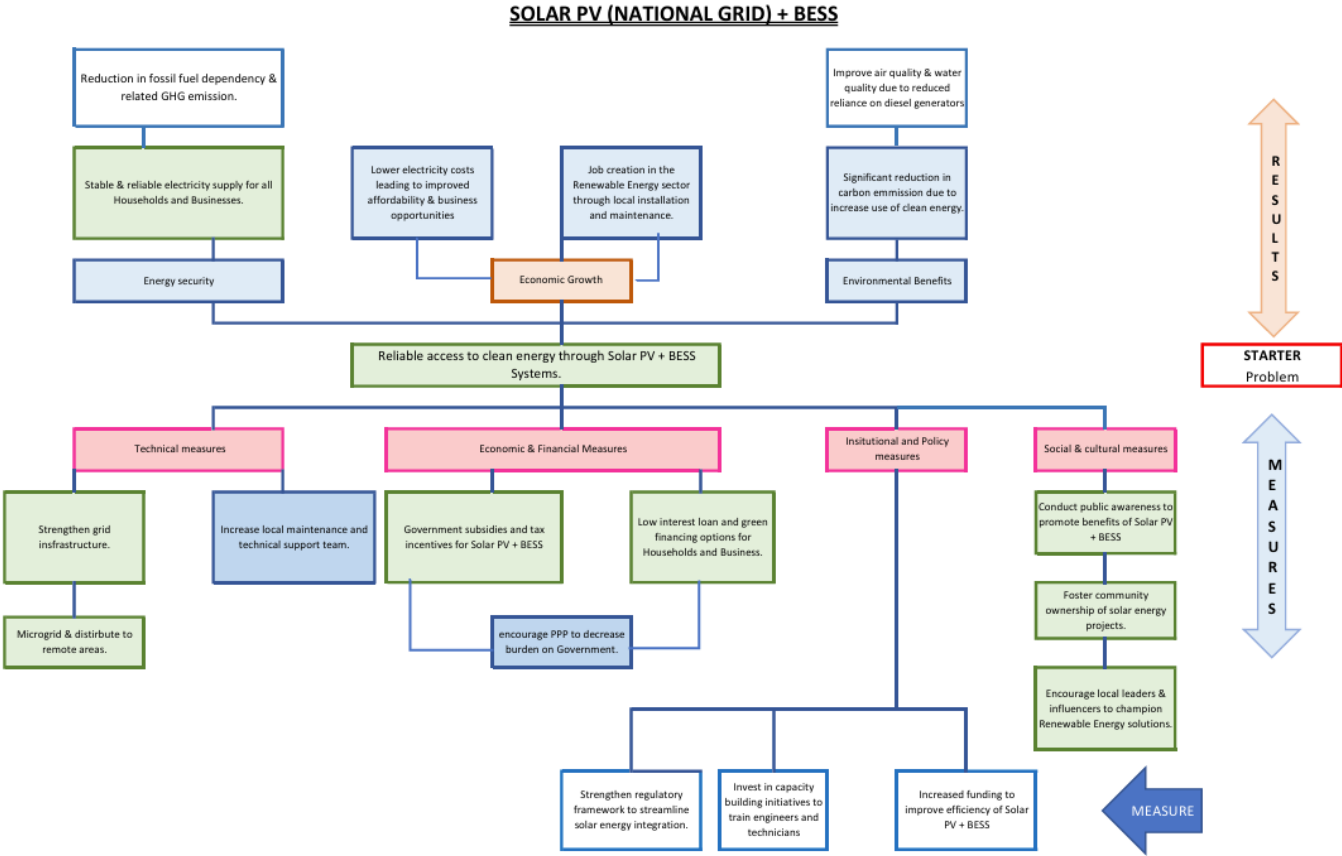 SOLAR PV (NATIONAL GRID) + BESS
Reduction in fossil fuel dependency &
related GHG emission.
Improve air quality & water
quality due to reduced
reliance on diesel generators
Stable & reliable electricity supply for all
Households and Businesses.
Lower electricity costs
leading to improved
affordability & business
opportunities
Job creation in the
Renewable Energy sector
through local installation
and maintenance.
Significant reduction in
carbon emmission due to
increase use of clean energy.
Energy security
Economic Growth
Environmental Benefits
RESULTS
Reliable access to clean energy through Solar PV + BESS
Systems.
STARTER
Problem
Technical measures
Economic & Financial Measures
Insitutional and Policy
measures
Social & cultural measures
MEASURES
Strengthen grid
insfrastructure.
Increase local maintenance and
technical support team.
Government subsidies and tax
incentives for Solar PV + BESS
Low interest loan and green
financing options for
Households and Business.
Conduct public awareness to
promote benefits of Solar PV
+ BESS
Microgrid & distirbute to
remote areas.
encourage PPP to decrease
burden on Government.
Foster community
ownership of solar energy
projects.
Encourage local leaders &
influencers to champion
Renewable Energy solutions.
Strengthen regulatory
framework to streamline
solar energy integration.
Invest in capacity
building initiatives to
train engineers and
technicians
Increased funding to
improve efficiency of Solar
PV + BESS
MEASURE